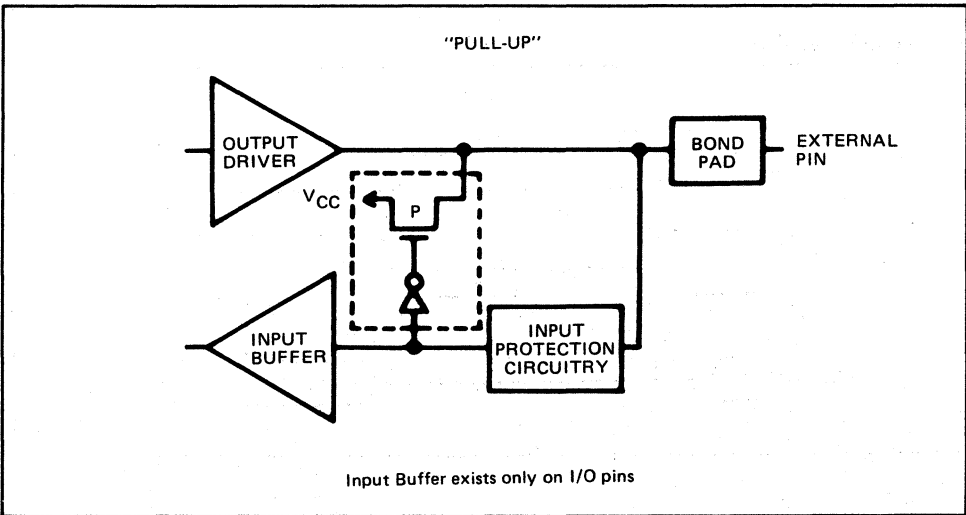 "PULL-UP"
OUTPUT
DRIVER
BOND
PAD
EXTERNAL
PIN
VCC
P
INPUT
BUFFER
INPUT
PROTECTION
CIRCUITRY
Input Buffer exists only on I/O pins